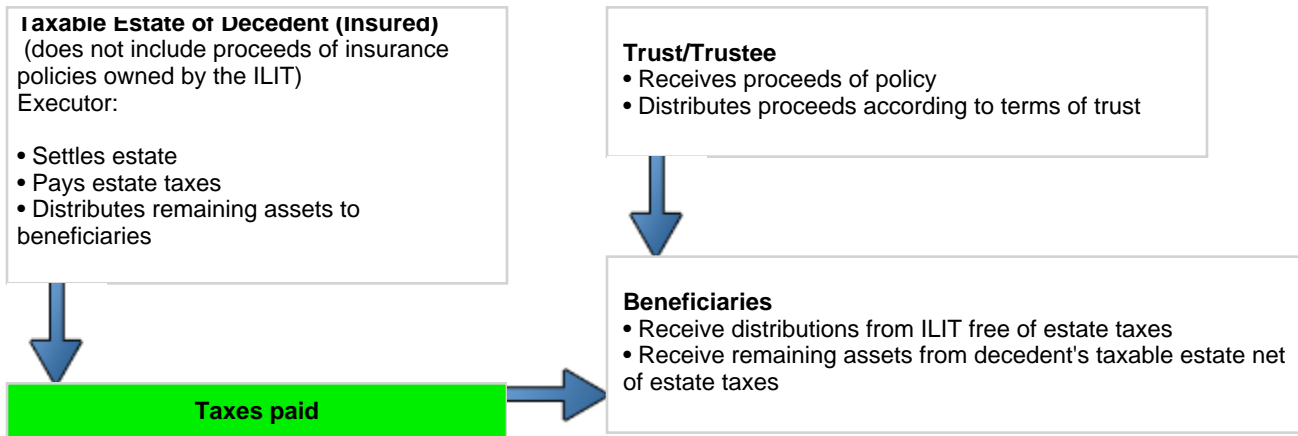 Taxable Estate of Decedent (Insured)
(does not include proceeds of insurance
policies owned by the ILIT)
Executor:
• Settles estate
• Pays estate taxes
• Distributes remaining assets to
beneficiaries
Trust/Trustee
• Receives proceeds of policy
• Distributes proceeds according to terms of trust
Taxes paid
Beneficiaries
• Receive distributions from ILIT free of estate taxes
• Receive remaining assets from decedent's taxable estate net
of estate taxes